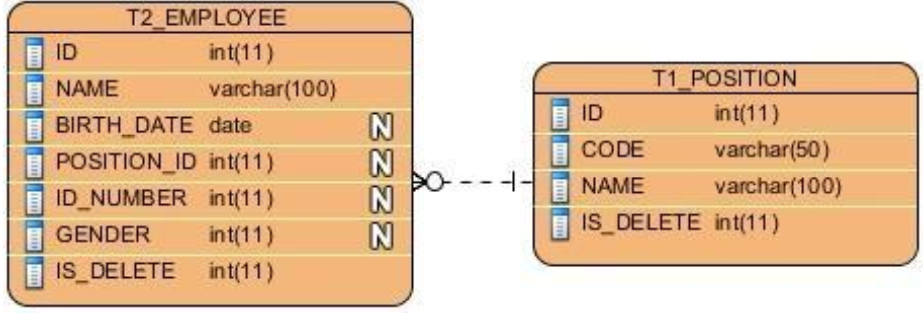 T2_EMPLOYEE
ID int(11)
NAME varchar(100)
BIRTH_DATE date N
POSITION_ID int(11) N
ID_NUMBER int(11) N
GENDER int(11) N
IS_DELETE int(11)
T1_POSITION
ID int(11)
CODE varchar(50)
NAME varchar(100)
IS_DELETE int(11)